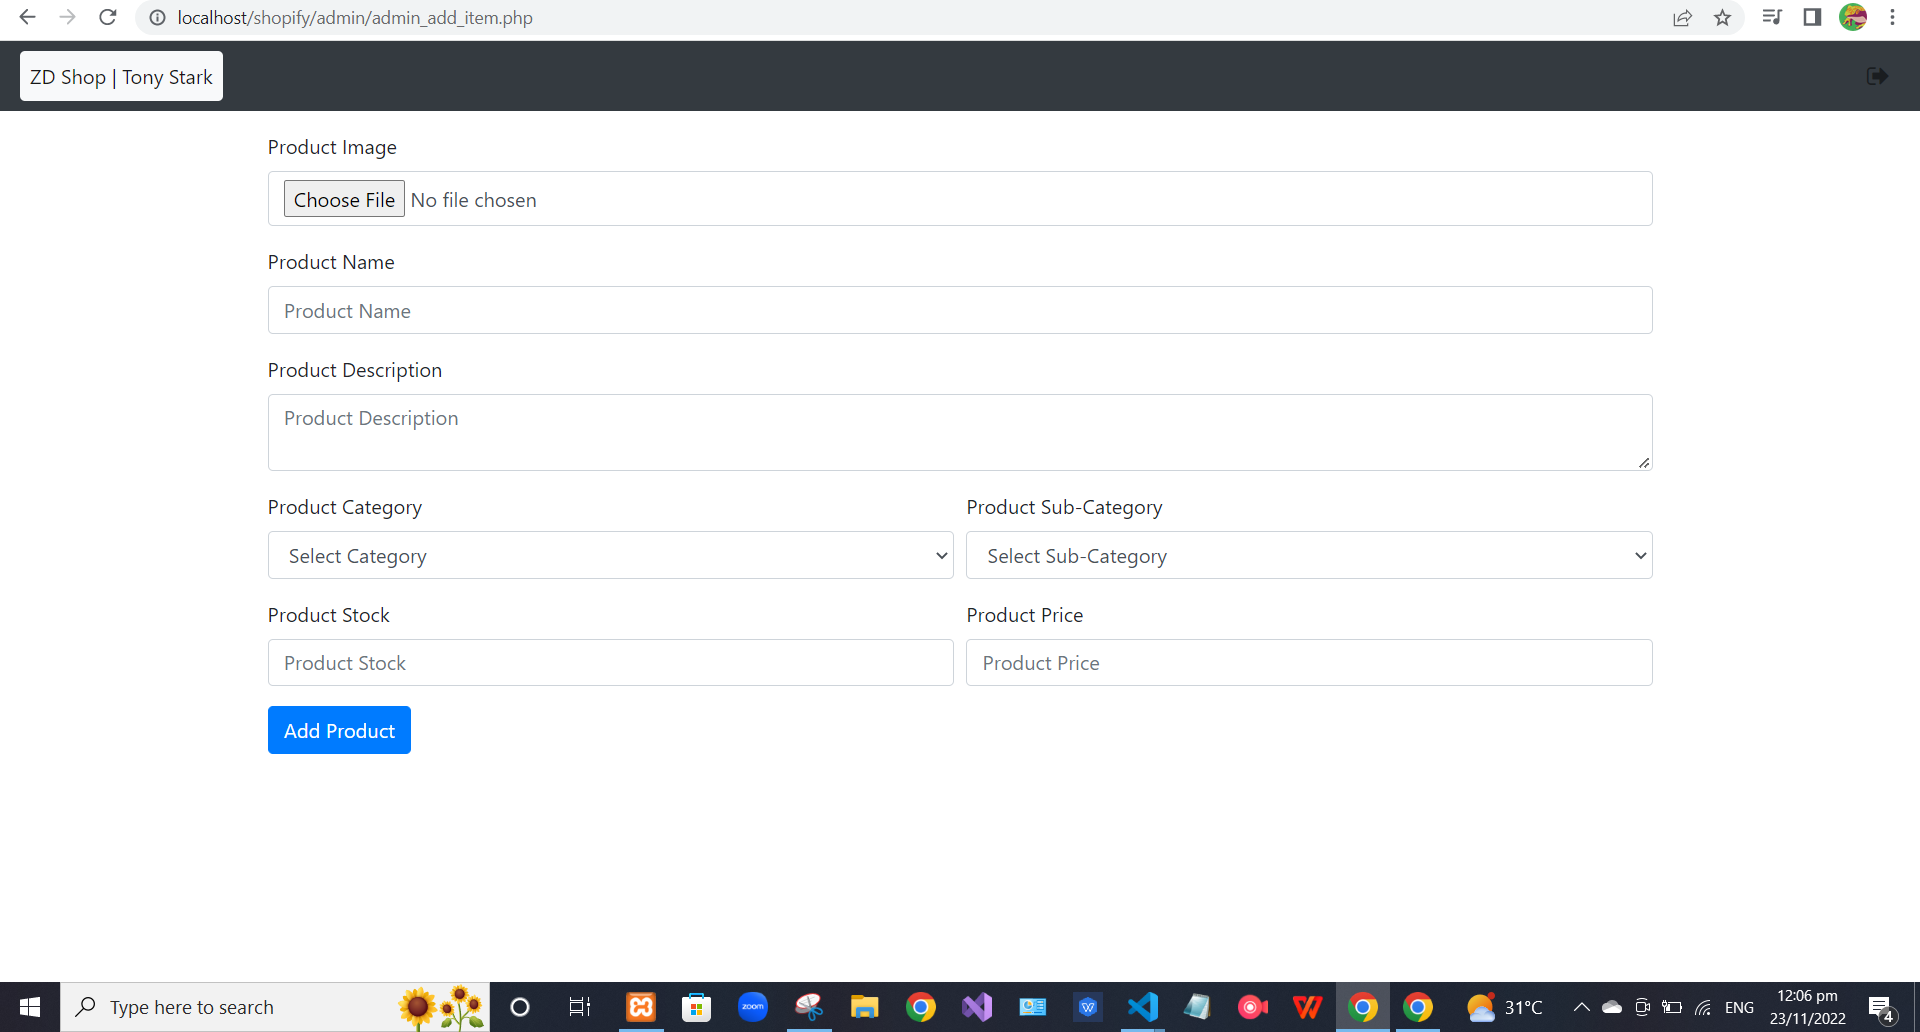 localhost/shopify/admin/admin_add_item.php
ZD Shop | Tony Stark
Product Image
Choose File No file chosen
Product Name
Product Name
Product Description
Product Description
Product Category Product Sub-Category
Select Category Select Sub-Category
Product Stock Product Price
Product Stock Product Price
Add Product
Type here to search zoom W 31°C ENG 12:06 pm
23/11/2022 4